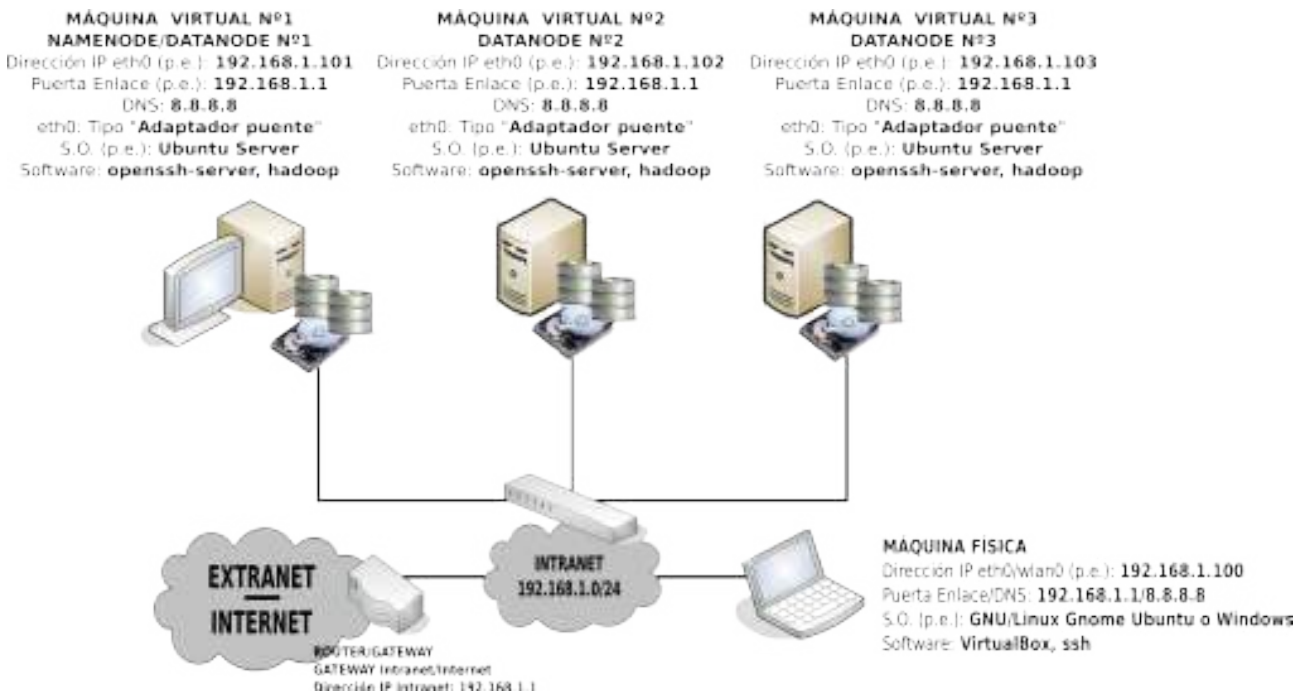 MÁQUINA VIRTUAL Nº1
NAMENODE/DATANODE Nº1
Dirección IP eth0 (p.e.): 192.168.1.101
Puerta Enlace (p.e.): 192.168.1.1
DNS: 8.8.8.8
eth0: Tipo "Adaptador puente"
S.O. (p.e.): Ubuntu Server
Software: openssh-server, hadoop
MÁQUINA VIRTUAL Nº2
DATANODE Nº2
Dirección IP eth0 (p.e.): 192.168.1.102
Puerta Enlace (p.e.): 192.168.1.1
DNS: 8.8.8.8
eth0: Tipo "Adaptador puente"
S.O. (p.e.): Ubuntu Server
Software: openssh-server, hadoop
MÁQUINA VIRTUAL Nº3
DATANODE Nº3
Dirección IP eth0 (p.e.): 192.168.1.103
Puerta Enlace (p.e.): 192.168.1.1
DNS: 8.8.8.8
eth0: Tipo "Adaptador puente"
S.O. (p.e.): Ubuntu Server
Software: openssh-server, hadoop
EXTRANET
INTERNET
ROUTER/GATEWAY
GATEWAY Intranet/Internet
Dirección IP Intranet: 192.168.1.1
INTRANET
192.168.1.0/24
MÁQUINA FÍSICA
Dirección IP eth0/wlan0 (p.e.): 192.168.1.100
Puerta Enlace/DNS: 192.168.1.1/8.8.8.8
S.O. (p.e.): GNU/Linux Gnome Ubuntu o Windows
Software: VirtualBox, ssh